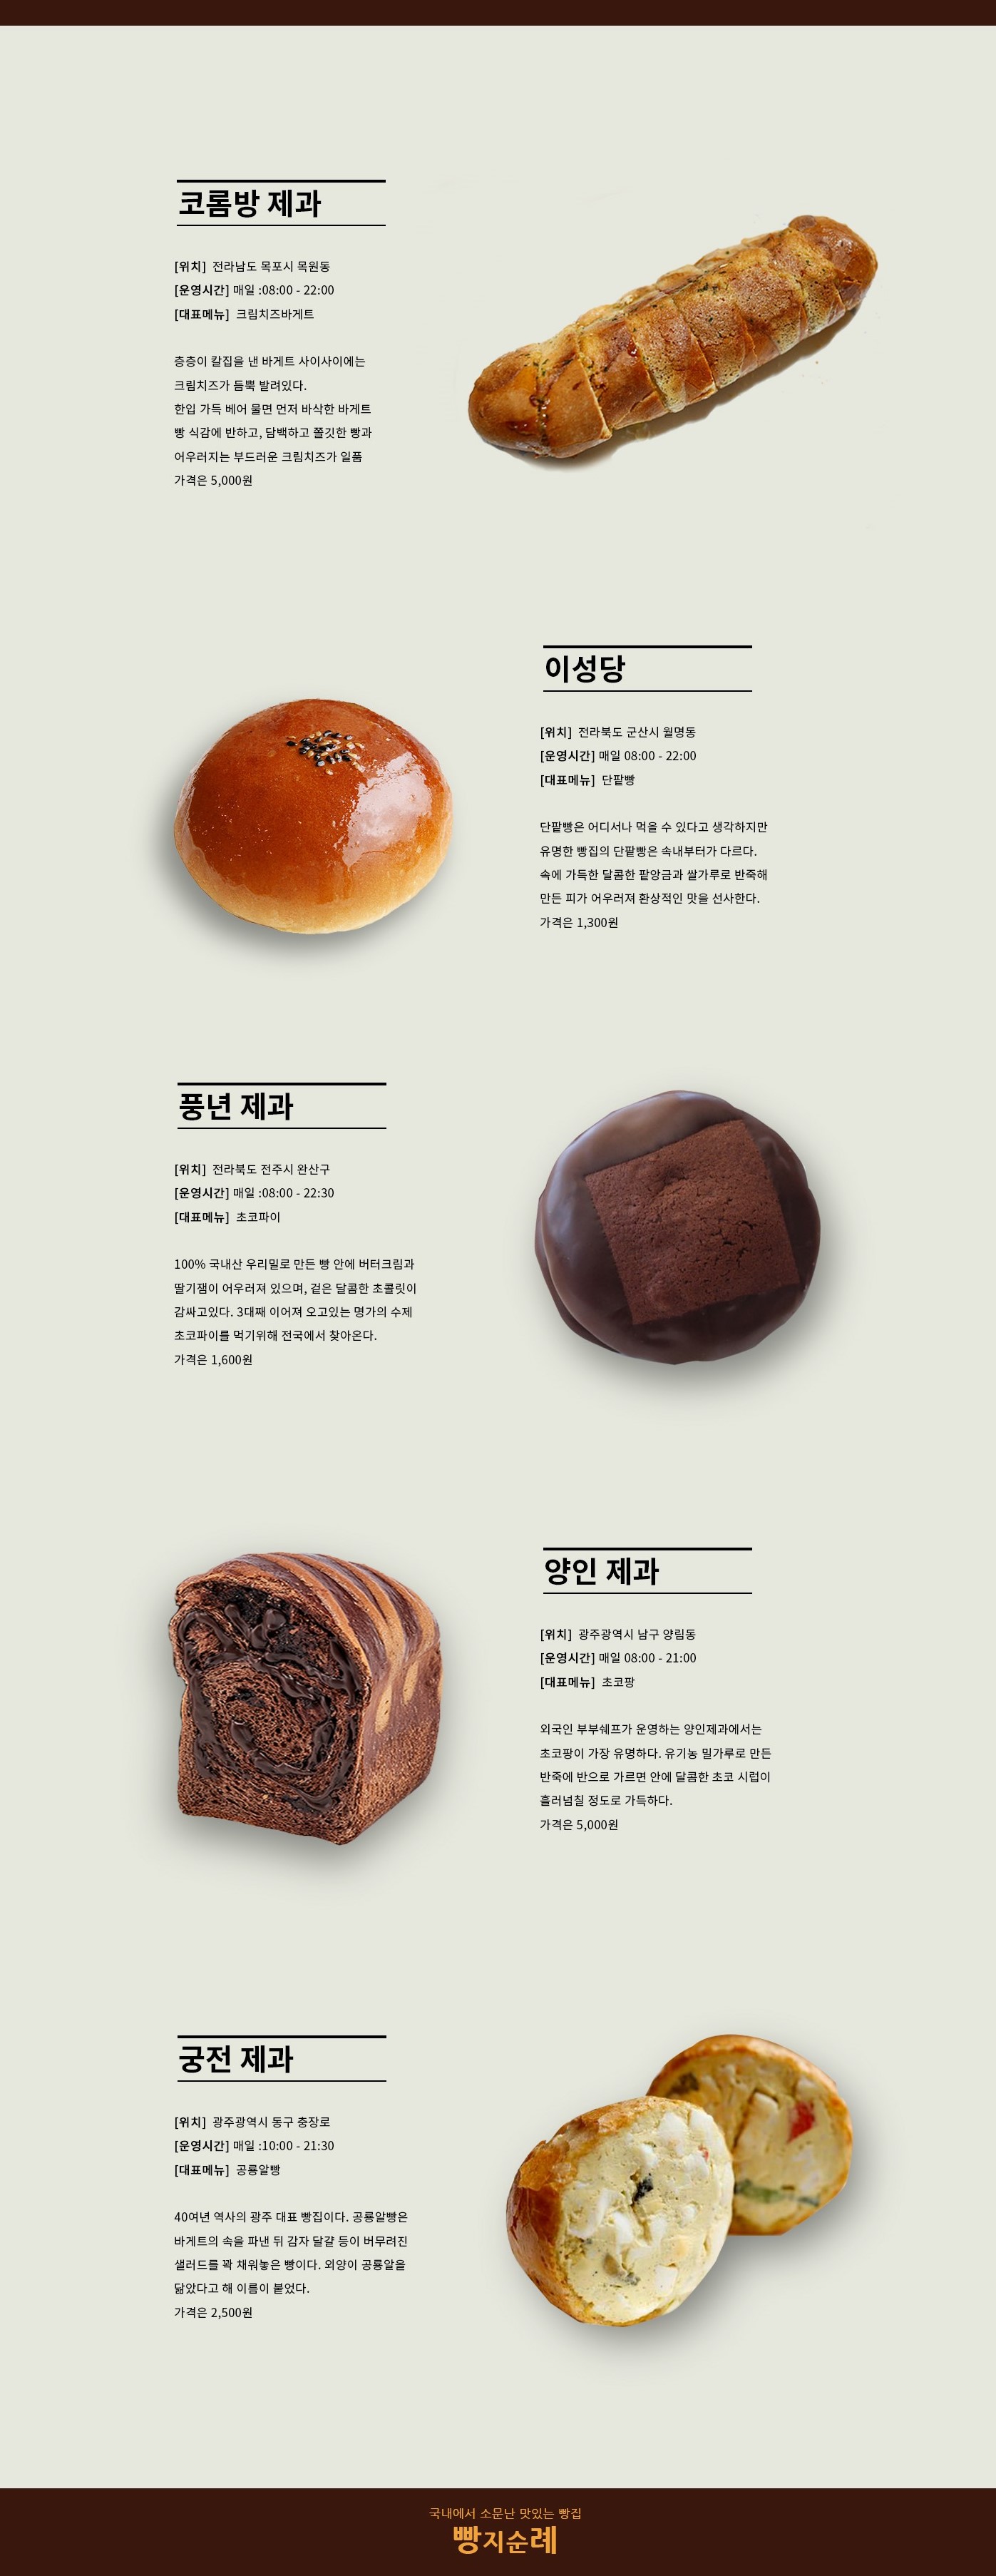 코롬방 제과
[위치] 전라남도 목포시 목원동
[운영시간] 매일 :08:00 - 22:00
[대표메뉴] 크림치즈바게트
층층이 칼집을 낸 바게트 사이사이에는
크림치즈가 듬뿍 발려있다.
한입 가득 베어 물면 먼저 바삭한 바게트
빵 식감에 반하고, 담백하고 쫄깃한 빵과
어우러지는 부드러운 크림치즈가 일품
가격은 5,000원
이성당
[위치] 전라북도 군산시 월명동
[운영시간] 매일 08:00 - 22:00
[대표메뉴] 단팥빵
단팥빵은 어디서나 먹을 수 있다고 생각하지만
유명한 빵집의 단팥빵은 속내부터가 다르다.
속에 가득한 달콤한 팥앙금과 쌀가루로 반죽해
만든 피가 어우러져 환상적인 맛을 선사한다.
가격은 1,300원
풍년 제과
[위치] 전라북도 전주시 완산구
[운영시간] 매일 :08:00 - 22:30
[대표메뉴] 초코파이
100% 국내산 우리밀로 만든 빵 안에 버터크림과
딸기잼이 어우러져 있으며, 겉은 달콤한 초콜릿이
감싸고있다. 3대째 이어져 오고있는 명가의 수제
초코파이를 먹기위해 전국에서 찾아온다.
가격은 1,600원
양인 제과
[위치] 광주광역시 남구 양림동
[운영시간] 매일 08:00 - 21:00
[대표메뉴] 초코팡
외국인 부부쉐프가 운영하는 양인제과에서는
초코팡이 가장 유명하다. 유기농 밀가루로 만든
반죽에 반으로 가르면 안에 달콤한 초코 시럽이
흘러넘칠 정도로 가득하다.
가격은 5,000원
궁전 제과
[위치] 광주광역시 동구 충장로
[운영시간] 매일 :10:00 - 21:30
[대표메뉴] 공룡알빵
40여년 역사의 광주 대표 빵집이다. 공룡알빵은
바게트의 속을 파낸 뒤 감자 달걀 등이 버무려진
샐러드를 꽉 채워놓은 빵이다. 외양이 공룡알을
닮았다고 해 이름이 붙었다.
가격은 2,500원
국내에서 소문난 맛있는 빵집
빵지순례